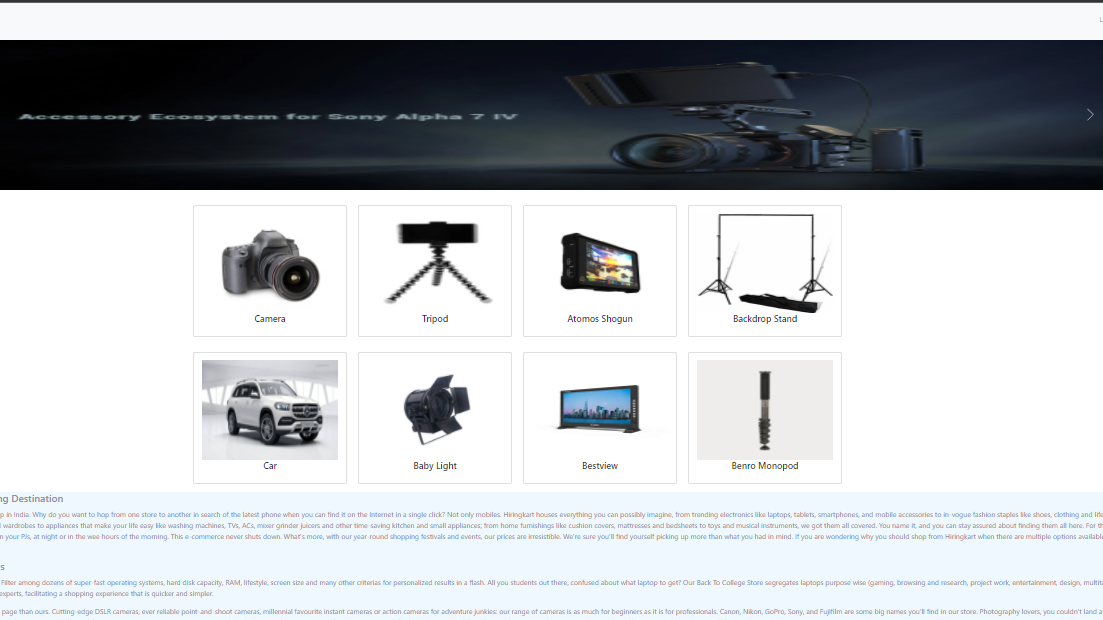 L
Accessory Ecosystem for Sony Alpha 7 IV
Camera
Tripod
Atomos Shogun
Backdrop Stand
Car
Baby Light
Bestview
Benro Monopod
ng Destination
p in India. Why do you want to hop from one store to another in search of the latest phone when you can find it on the Internet in a single click? Not only mobiles. Hiringkart houses everything you can possibly imagine, from trending electronics like laptops, tablets, smartphones, and mobile accessories to in-vogue fashion staples like shoes, clothing and life
l wardrobes to appliances that make your life easy like washing machines, TVs, ACs, mixer grinder juicers and other time-saving kitchen and small appliances; from home furnishings like cushion covers, mattresses and bedsheets to toys and musical instruments, we got them all covered. You name it, and you can stay assured about finding them all here. For th
n your PJs, at night or in the wee hours of the morning. This e-commerce never shuts down. What's more, with our year-round shopping festivals and events, our prices are irresistible. We're sure you'll find yourself picking up more than what you had in mind. If you are wondering why you should shop from Hiringkart when there are multiple options available
s
Filter among dozens of super-fast operating systems, hard disk capacity, RAM, lifestyle, screen size and many other criteria for personalized results in a flash. All you students out there, confused about what laptop to get? Our Back To College Store segregates laptops purpose wise (gaming, browsing and research, project work, entertainment, design, multita
experts, facilitating a shopping experience that is quicker and simpler.
page than ours. Cutting-edge DSLR cameras, ever reliable point-and-shoot cameras, millennial favourite instant cameras or action cameras for adventure junkies: our range of cameras is as much for beginners as it is for professionals. Canon, Nikon, GoPro, Sony, and Fujifilm are some big names you'll find in our store. Photography lovers, you couldn't land a